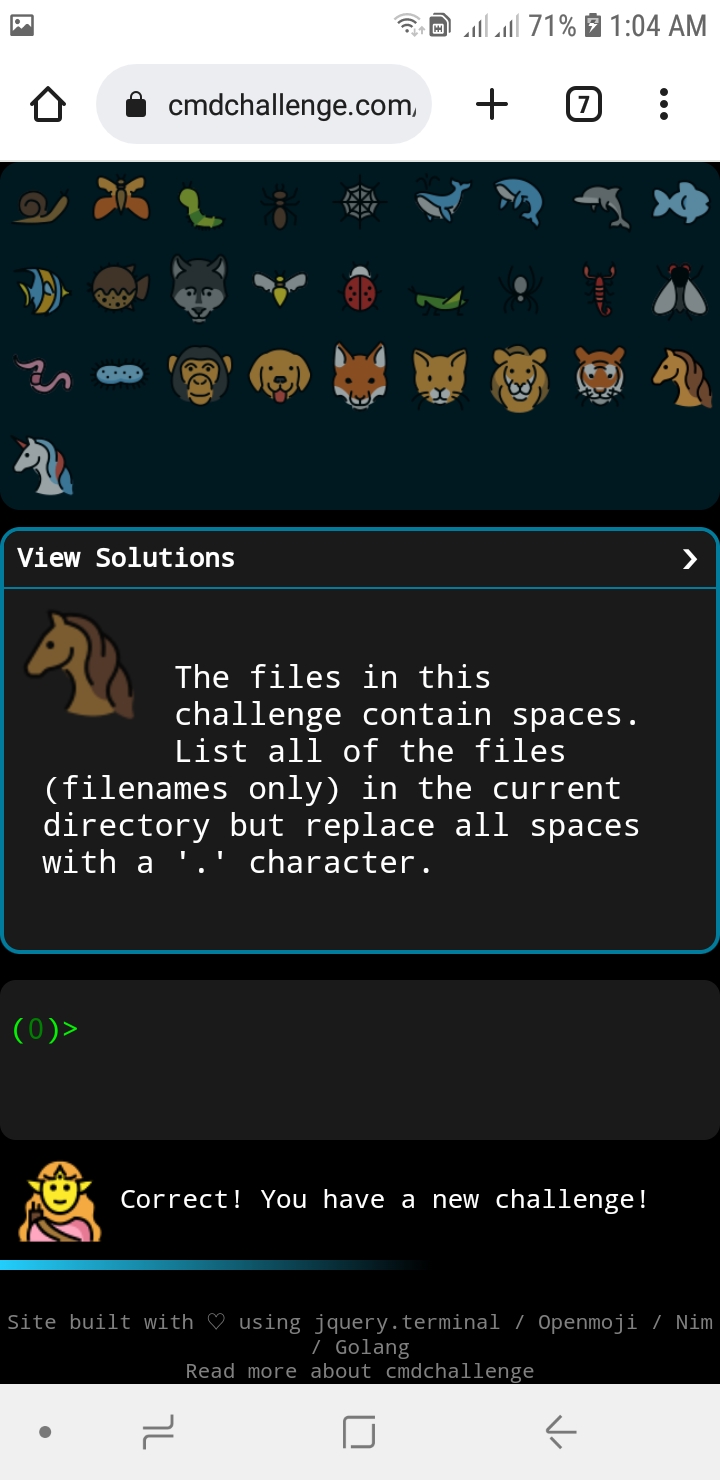 71% 1:04 AM
cmdchallenge.com/
7
View Solutions
The files in this
challenge contain spaces.
List all of the files
(filenames only) in the current
directory but replace all spaces
with a '.' character.
(0)>
Correct! You have a new challenge!
Site built with ♡ using jquery.terminal / Openmoji / Nim
/ Golang
Read more about cmdchallenge